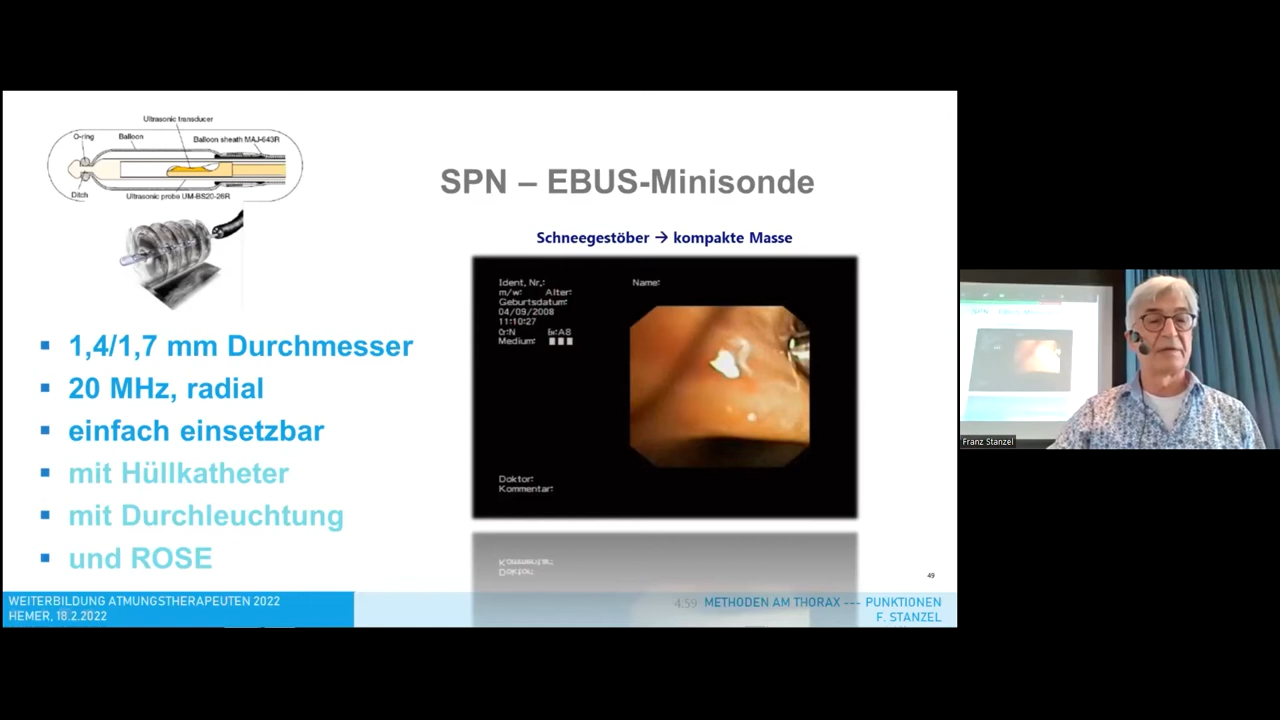 Ultrasonic transducer
O-ring
Balloon
Balloon sheath MAJ-643R
Ditch
Ultrasonic probe UM-BS20-26R
SPN – EBUS-Minisonde
Schneegestöber → kompakte Masse
Ident. Nr.:
Name:
m/w: Alter:
Geburtsdatum:
04/09/2008
11:10:27
Medium:
Doktor:
Kommentar:
▪ 1,4/1,7 mm Durchmesser
▪ 20 MHz, radial
▪ einfach einsetzbar
▪ mit Hüllkatheter
▪ mit Durchleuchtung
▪ und ROSE
49
WEITERBILDUNG ATMUNGSTHERAPEUTEN 2022
HEMER, 18.2.2022
4:59 METHODEN AM THORAX --- PUNKTIONEN
F. STANZEL
Franz Stanzel